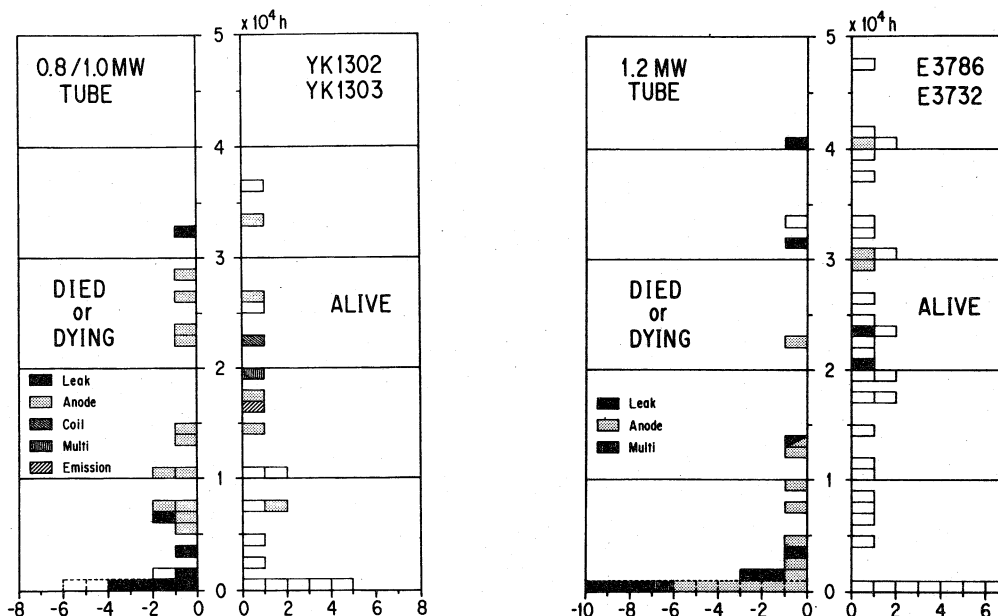 x 10⁴ h
5
0.8/1.0 MW
TUBE
YK1302
YK1303
4
3
DIED
or
DYING
ALIVE
2
Leak
Anode
Coil
Multi
Emission
1
0
-8 -6 -4 -2 0
0 2 4 6 8
x 10⁴ h
5
1.2 MW
TUBE
E3786
E3732
4
3
DIED
or
DYING
ALIVE
2
Leak
Anode
Multi
1
0
-10 -8 -6 -4 -2 0
0 2 4 6